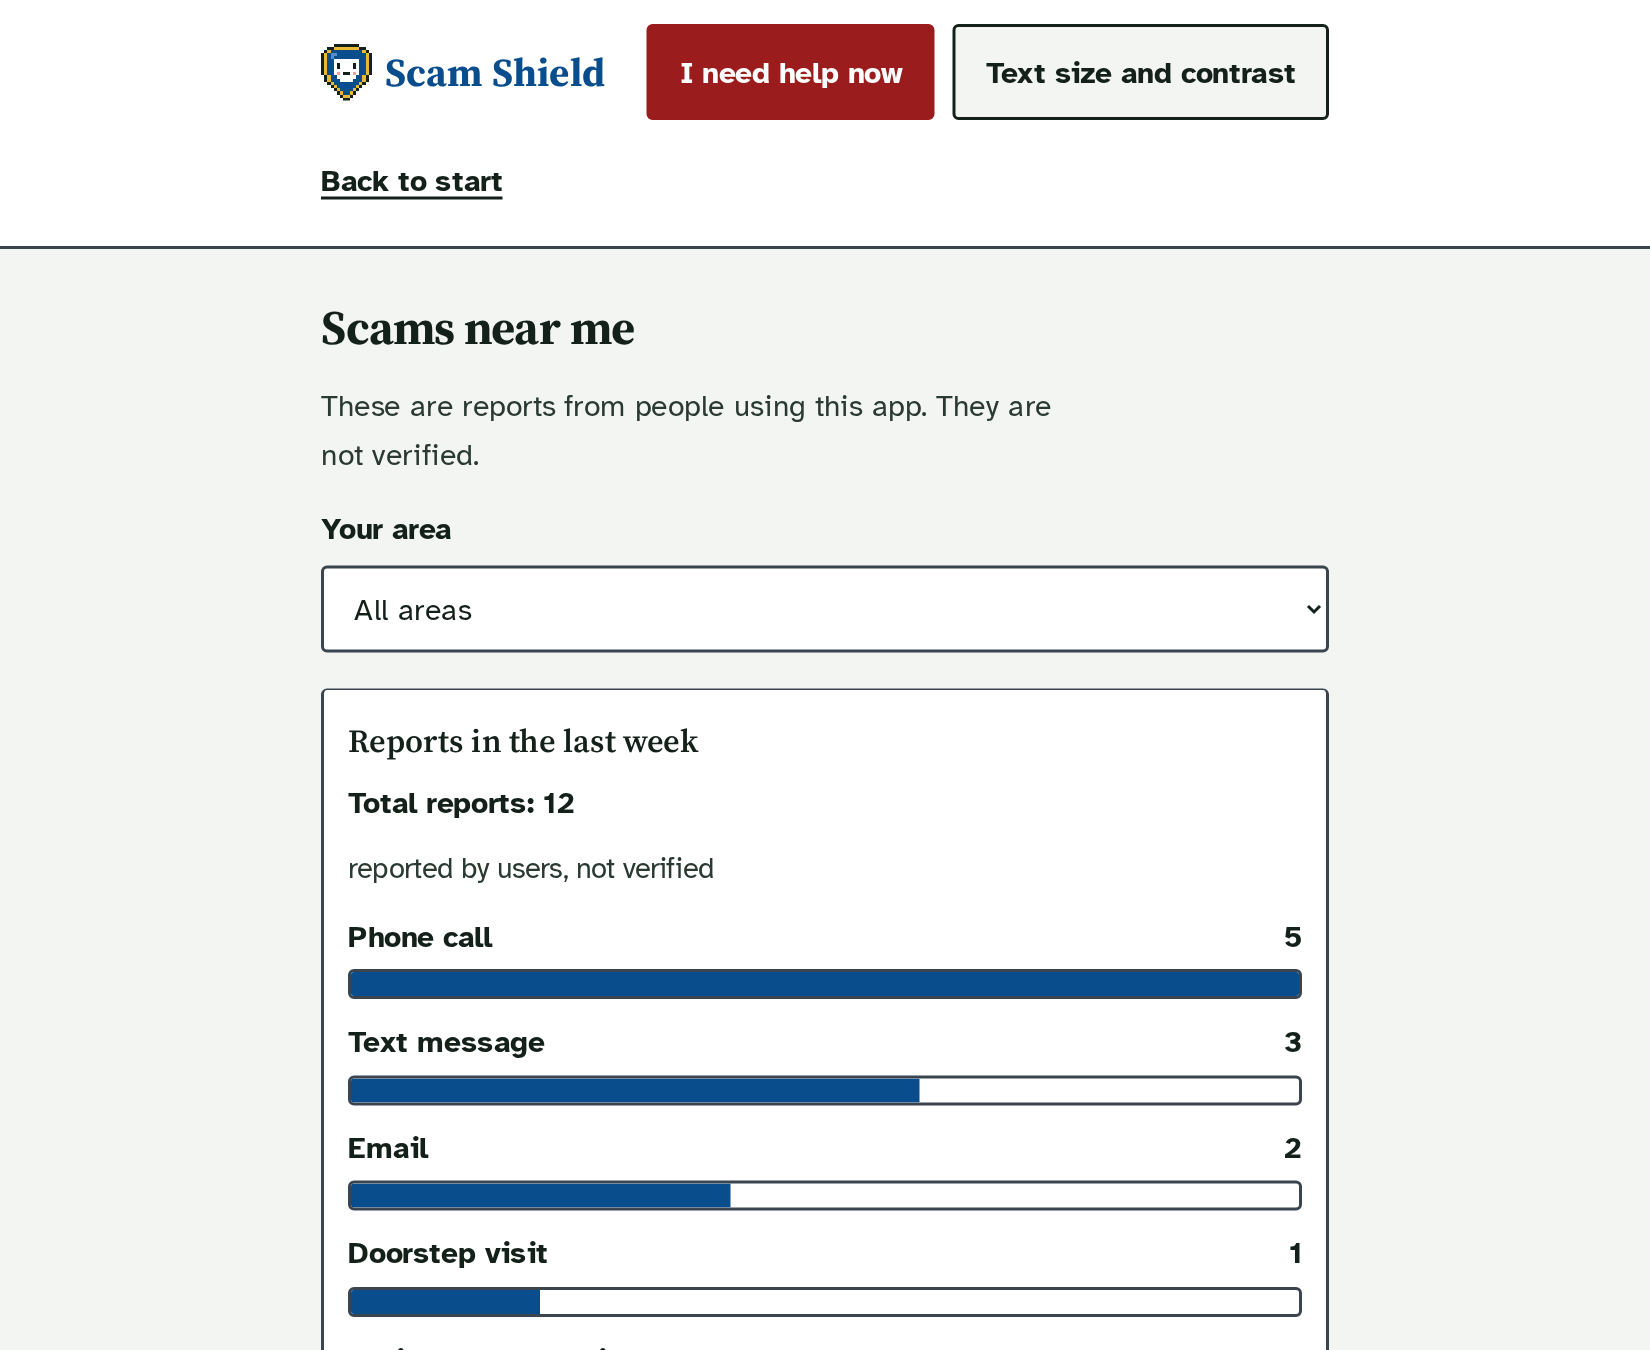 Scam Shield
I need help now
Text size and contrast
Back to start
Scams near me
These are reports from people using this app. They are
not verified.
Your area
All areas
Reports in the last week
Total reports: 12
reported by users, not verified
Phone call 5
Text message 3
Email 2
Doorstep visit 1